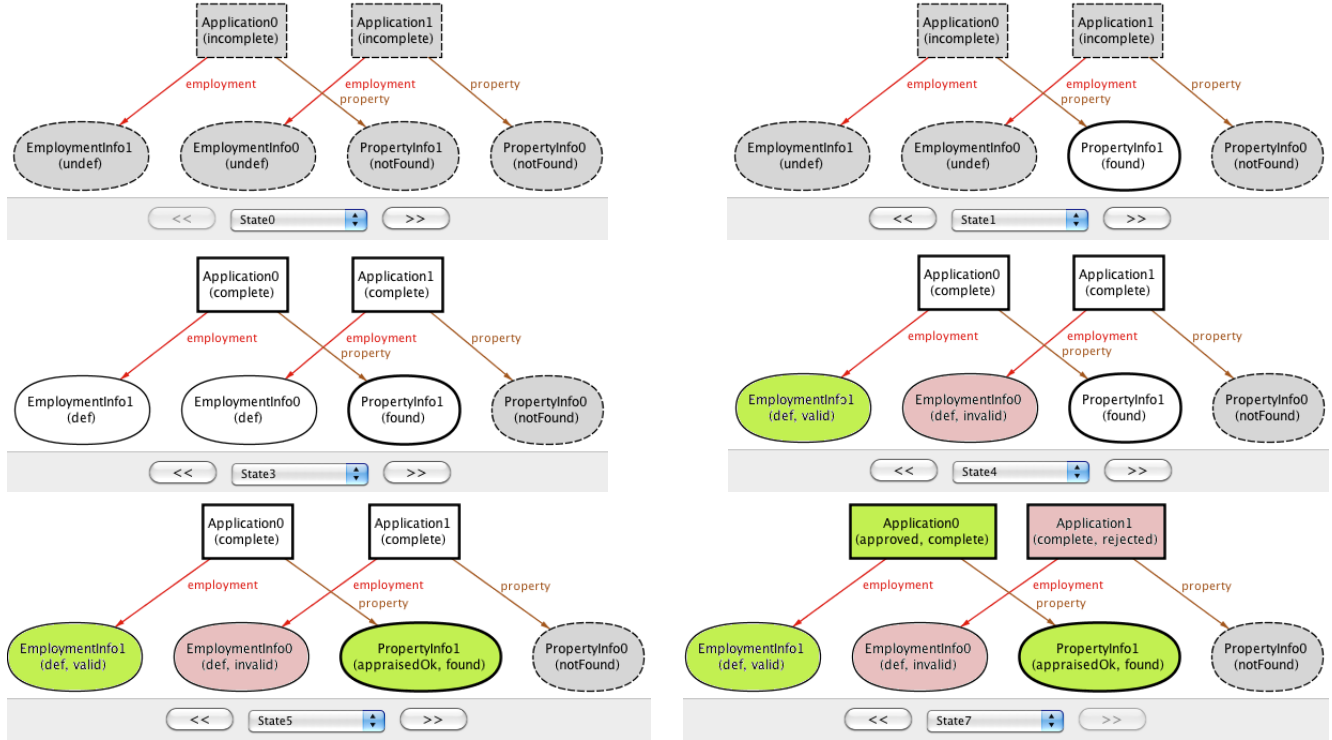 Application0
(incomplete)
Application1
(incomplete)
employment
employment
property
property
EmploymentInfo1
(undef)
EmploymentInfo0
(undef)
PropertyInfo1
(notFound)
PropertyInfo0
(notFound)
<<
State0
>>
Application0
(incomplete)
Application1
(incomplete)
employment
employment
property
property
EmploymentInfo1
(undef)
EmploymentInfo0
(undef)
PropertyInfo1
(found)
PropertyInfo0
(notFound)
<<
State1
>>
Application0
(complete)
Application1
(complete)
employment
employment
property
property
EmploymentInfo1
(def)
EmploymentInfo0
(def)
PropertyInfo1
(found)
PropertyInfo0
(notFound)
<<
State3
>>
Application0
(complete)
Application1
(complete)
employment
employment
property
property
EmploymentInfo1
(def, valid)
EmploymentInfo0
(def, invalid)
PropertyInfo1
(found)
PropertyInfo0
(notFound)
<<
State4
>>
Application0
(complete)
Application1
(complete)
employment
employment
property
property
EmploymentInfo1
(def, valid)
EmploymentInfo0
(def, invalid)
PropertyInfo1
(appraisedOk, found)
PropertyInfo0
(notFound)
<<
State5
>>
Application0
(approved, complete)
Application1
(complete, rejected)
employment
employment
property
property
EmploymentInfo1
(def, valid)
EmploymentInfo0
(def, invalid)
PropertyInfo1
(appraisedOk, found)
PropertyInfo0
(notFound)
<<
State7
>>